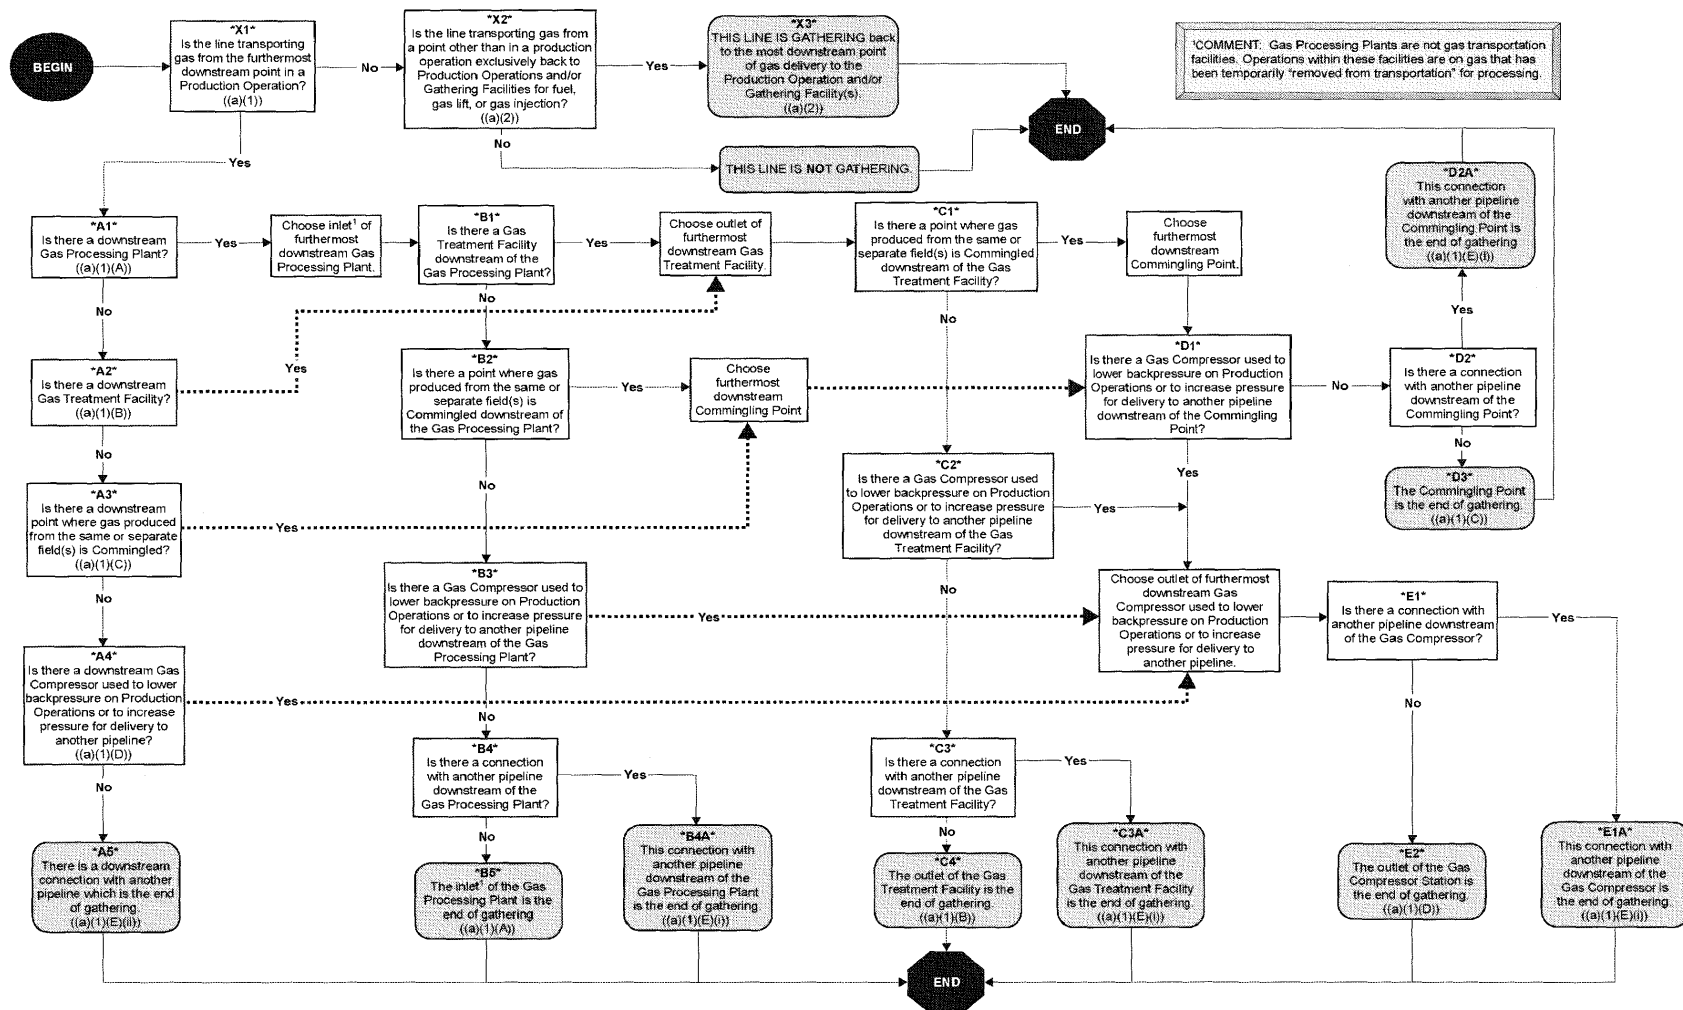 BEGIN
*X1*
Is the line transporting
gas from the furthermost
downstream point in a
Production Operation?
((a)(1))
No
Yes
*X2*
Is the line transporting gas from
a point other than in a production
operation exclusively back to
Production Operations and/or
Gathering Facilities for fuel,
gas lift, or gas injection?
((a)(2))
Yes
No
*X3*
THIS LINE IS GATHERING back
to the most downstream point
of gas delivery to the
Production Operation and/or
Gathering Facility(s).
((a)(2))
THIS LINE IS NOT GATHERING.
END
¹COMMENT: Gas Processing Plants are not gas transportation
facilities. Operations within these facilities are on gas that has
been temporarily "removed from transportation" for processing.
*A1*
Is there a downstream
Gas Processing Plant?
((a)(1)(A))
Yes
No
Choose inlet¹ of
furthermost
downstream Gas
Processing Plant.
*B1*
Is there a Gas
Treatment Facility
downstream of the
Gas Processing Plant?
Yes
No
Choose outlet of
furthermost
downstream Gas
Treatment Facility.
*C1*
Is there a point where gas
produced from the same or
separate field(s) is Commingled
downstream of the Gas
Treatment Facility?
Yes
No
Choose
furthermost
downstream
Commingling Point.
*D2A*
This connection
with another pipeline
downstream of the
Commingling Point is
the end of gathering
((a)(1)(E)(i))
Yes
*A2*
Is there a downstream
Gas Treatment Facility?
((a)(1)(B))
Yes
No
*B2*
Is there a point where gas
produced from the same or
separate field(s) is
Commingled downstream of
the Gas Processing Plant?
Yes
No
Choose
furthermost
downstream
Commingling Point
*D1*
Is there a Gas Compressor used to
lower backpressure on Production
Operations or to increase pressure
for delivery to another pipeline
downstream of the Commingling
Point?
No
Yes
*D2*
Is there a connection
with another pipeline
downstream of the
Commingling Point?
No
*D3*
The Commingling Point
is the end of gathering.
((a)(1)(C))
*A3*
Is there a downstream
point where gas produced
from the same or separate
field(s) is Commingled?
((a)(1)(C))
Yes
No
*C2*
Is there a Gas Compressor used
to lower backpressure on Production
Operations or to increase pressure
for delivery to another pipeline
downstream of the Gas
Treatment Facility?
Yes
No
*B3*
Is there a Gas Compressor used to
lower backpressure on Production
Operations or to increase pressure
for delivery to another pipeline
downstream of the Gas
Processing Plant?
Yes
No
Choose outlet of furthermost
downstream Gas
Compressor used to lower
backpressure on Production
Operations or to increase
pressure for delivery to
another pipeline.
*E1*
Is there a connection with
another pipeline downstream
of the Gas Compressor?
Yes
No
*A4*
Is there a downstream Gas
Compressor used to lower
backpressure on Production
Operations or to increase
pressure for delivery to
another pipeline?
((a)(1)(D))
Yes
No
*B4*
Is there a connection
with another pipeline
downstream of the
Gas Processing Plant?
Yes
No
*C3*
Is there a connection
with another pipeline
downstream of the Gas
Treatment Facility?
Yes
No
*A5*
There is a downstream
connection with another
pipeline which is the end
of gathering.
((a)(1)(E)(ii))
*B5*
The inlet¹ of the Gas
Processing Plant is the
end of gathering
((a)(1)(A))
*B4A*
This connection with
another pipeline
downstream of the
Gas Processing Plant
is the end of gathering.
((a)(1)(E)(i))
*C4*
The outlet of the Gas
Treatment Facility is the
end of gathering.
((a)(1)(B))
*C3A*
This connection with
another pipeline
downstream of the
Gas Treatment Facility
is the end of gathering.
((a)(1)(E)(i))
*E2*
The outlet of the Gas
Compressor Station is
the end of gathering.
((a)(1)(D))
*E1A*
This connection with
another pipeline
downstream of the
Gas Compressor is
the end of gathering.
((a)(1)(E)(i))
END